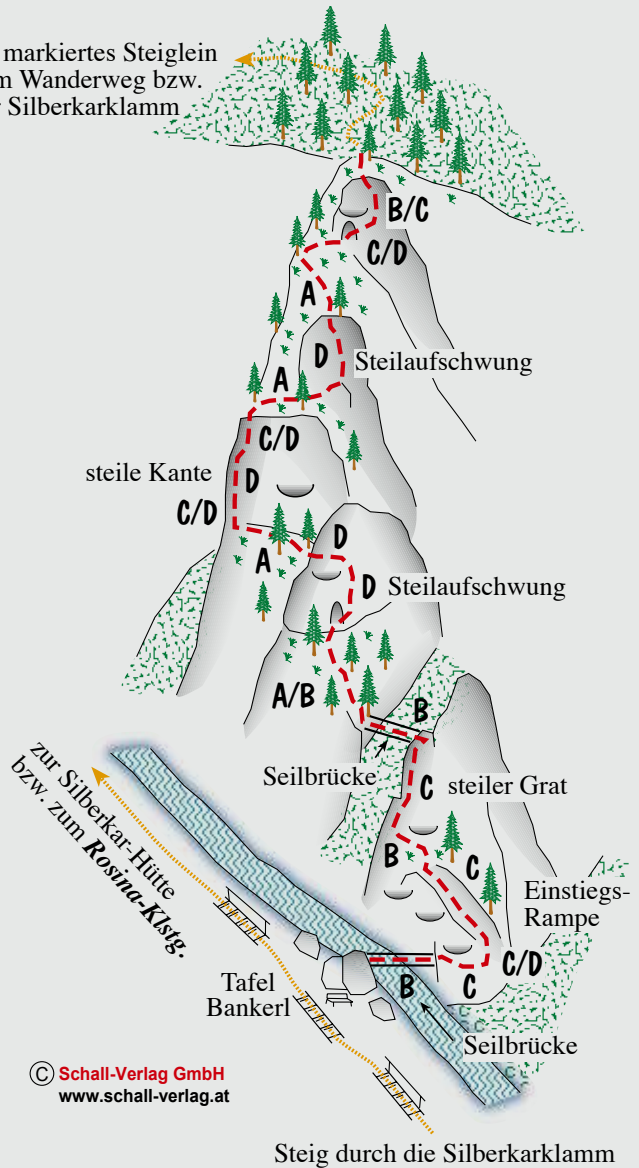 markiertes Steiglein
m Wanderweg bzw.
r Silberkarklamm
B/C
C/D
A
D
Steilaufschwung
A
C/D
steile Kante
D
C/D
D
A
D
Steilaufschwung
A/B
B
Seilbrücke
C
steiler Grat
B
C
Einstiegs-
Rampe
C/D
C
B
Seilbrücke
zur Silberkar-Hütte
bzw. zum Rosina-Klstg.
Tafel
Bankerl
© Schall-Verlag GmbH
www.schall-verlag.at
Steig durch die Silberkarklamm